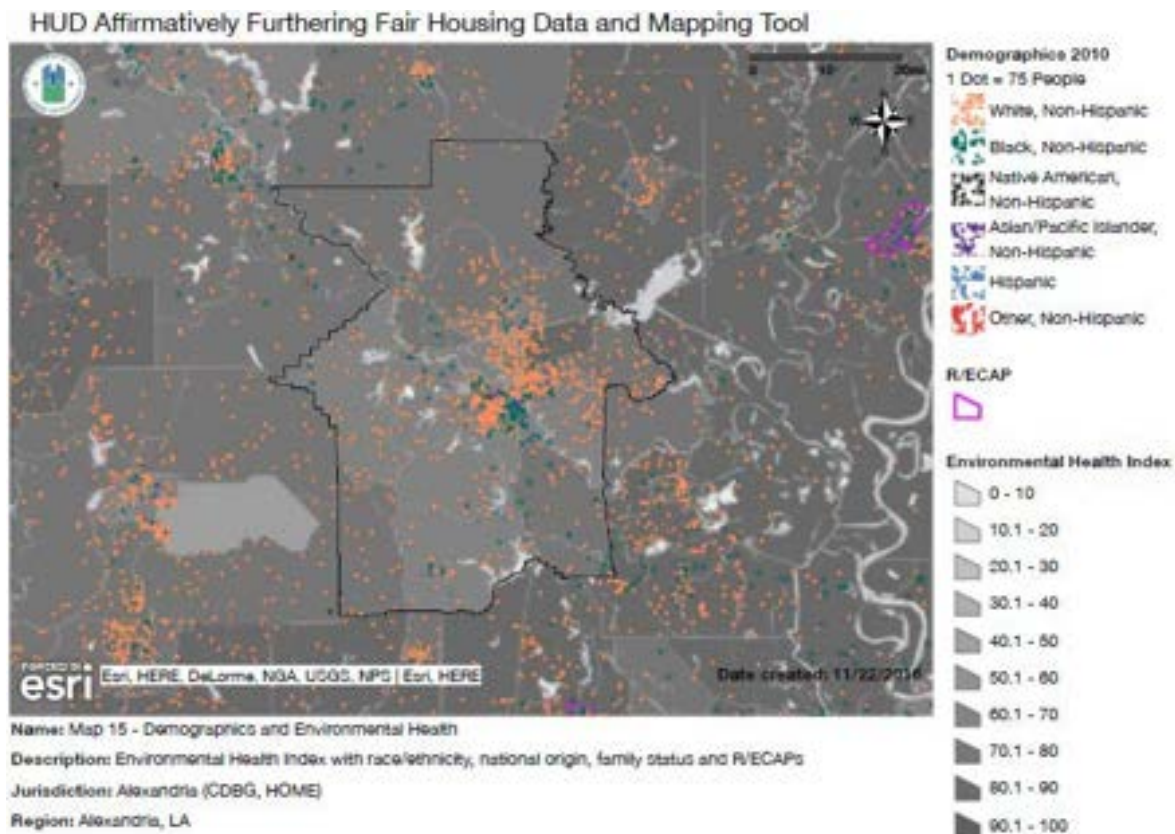 HUD Affirmatively Furthering Fair Housing Data and Mapping Tool
Demographics 2010
1 Dot = 75 People
White, Non-Hispanic
Black, Non-Hispanic
Native American,
Non-Hispanic
Asian/Pacific Islander,
Non-Hispanic
Hispanic
Other, Non-Hispanic
R/ECAP
Environmental Health Index
0 - 10
10.1 - 20
20.1 - 30
30.1 - 40
40.1 - 50
50.1 - 60
60.1 - 70
70.1 - 80
80.1 - 90
90.1 - 100
POWERED BY
esri
Esri, HERE, DeLorme, NGA, USGS, NPS | Esri, HERE
Date created: 11/22/2016
Name: Map 15 - Demographics and Environmental Health
Description: Environmental Health Index with race/ethnicity, national origin, family status and R/ECAPs
Jurisdiction: Alexandria (CDBG, HOME)
Region: Alexandria, LA